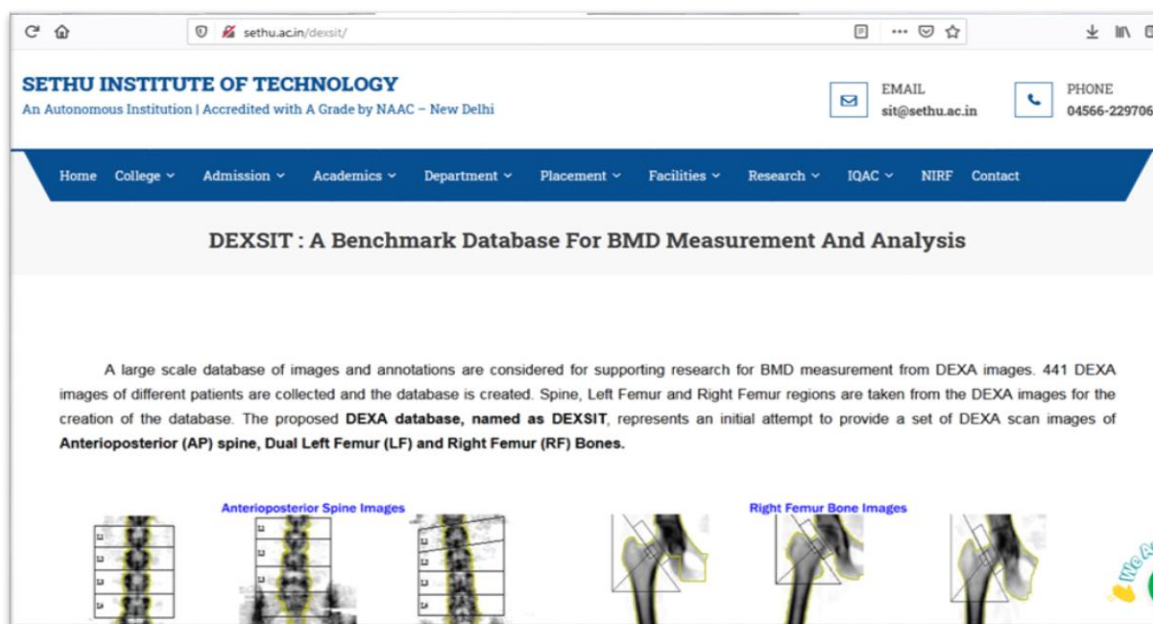 sethu.ac.in/dexsit/
SETHU INSTITUTE OF TECHNOLOGY
An Autonomous Institution | Accredited with A Grade by NAAC – New Delhi
EMAIL
sit@sethu.ac.in
PHONE
04566-229706
Home College Admission Academics Department Placement Facilities Research IQAC NIRF Contact
DEXSIT : A Benchmark Database For BMD Measurement And Analysis
A large scale database of images and annotations are considered for supporting research for BMD measurement from DEXA images. 441 DEXA
images of different patients are collected and the database is created. Spine, Left Femur and Right Femur regions are taken from the DEXA images for the
creation of the database. The proposed DEXA database, named as DEXSIT, represents an initial attempt to provide a set of DEXA scan images of
Anterioposterior (AP) spine, Dual Left Femur (LF) and Right Femur (RF) Bones.
Anterioposterior Spine Images
Right Femur Bone Images
We